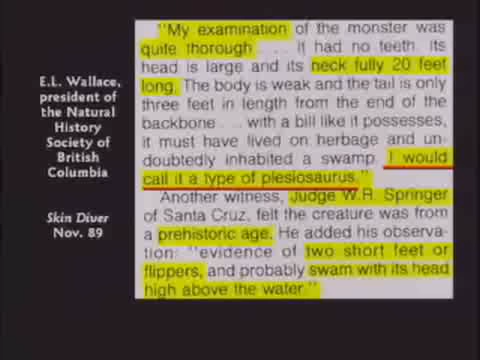 E.L. Wallace,
president of
the Natural
History
Society of
British
Columbia
Skin Diver
Nov. 89
"My examination of the monster was
quite thorough . . . . It had no teeth. Its
head is large and its neck fully 20 feet
long. The body is weak and the tail is only
three feet in length from the end of the
backbone . . . with a bill like it possesses,
it must have lived on herbage and un-
doubtedly inhabited a swamp. I would
call it a type of plesiosaurus."
Another witness, Judge W.R. Springer
of Santa Cruz, felt the creature was from
a prehistoric age. He added his observa-
tion: "evidence of two short feet or
flippers, and probably swam with its head
high above the water."